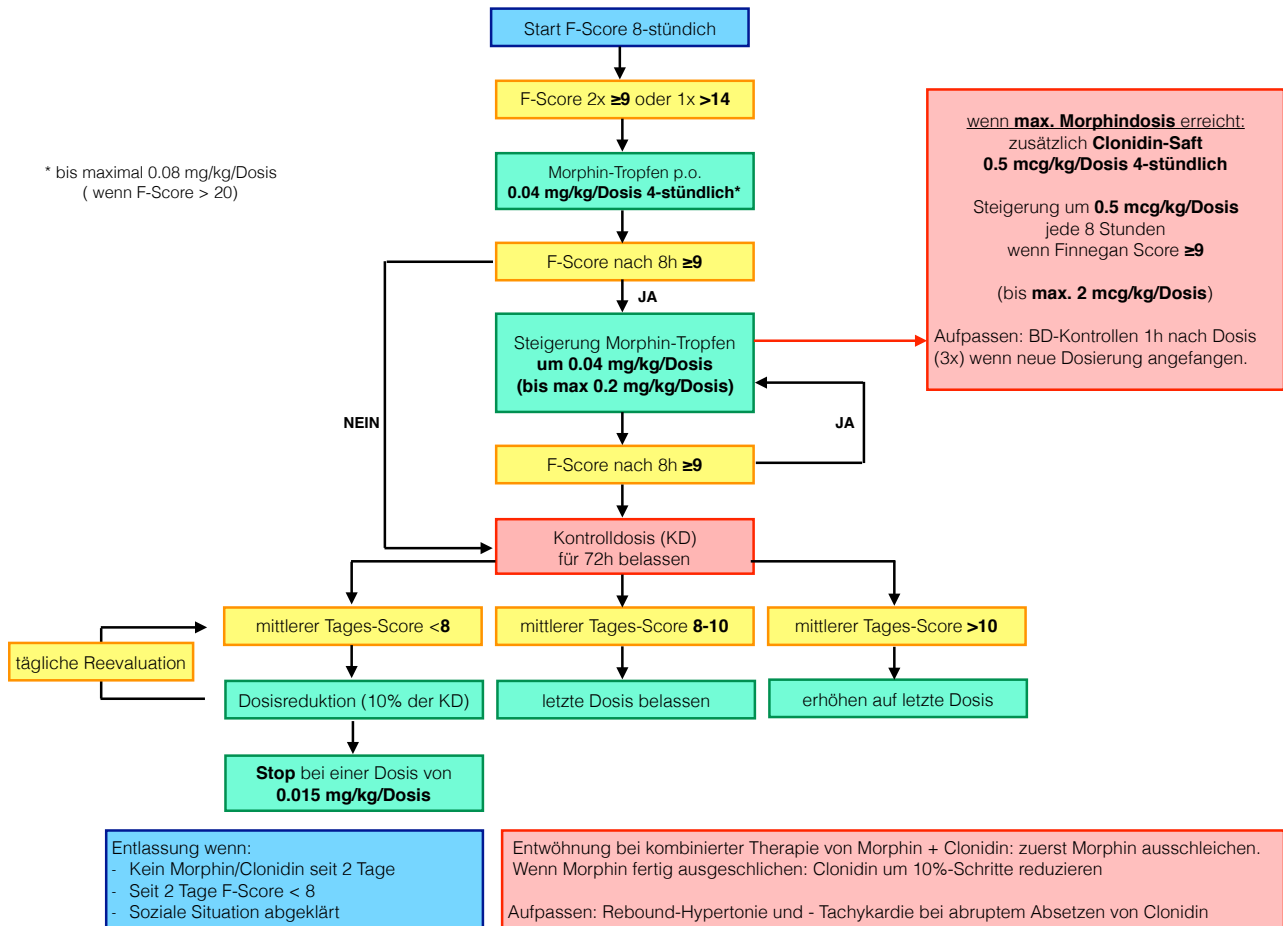 Start F-Score 8-stündlich
F-Score 2x ≥9 oder 1x >14
* bis maximal 0.08 mg/kg/Dosis
( wenn F-Score > 20)
Morphin-Tropfen p.o.
0.04 mg/kg/Dosis 4-stündlich*
wenn max. Morphindosis erreicht:
zusätzlich Clonidin-Saft
0.5 mcg/kg/Dosis 4-stündlich
Steigerung um 0.5 mcg/kg/Dosis
jede 8 Stunden
wenn Finnegan Score ≥9
(bis max. 2 mcg/kg/Dosis)
Aufpassen: BD-Kontrollen 1h nach Dosis
(3x) wenn neue Dosierung angefangen.
F-Score nach 8h ≥9
JA
Steigerung Morphin-Tropfen
um 0.04 mg/kg/Dosis
(bis max 0.2 mg/kg/Dosis)
NEIN
JA
F-Score nach 8h ≥9
Kontrolldosis (KD)
für 72h belassen
mittlerer Tages-Score <8
mittlerer Tages-Score 8-10
mittlerer Tages-Score >10
tägliche Reevaluation
Dosisreduktion (10% der KD)
letzte Dosis belassen
erhöhen auf letzte Dosis
Stop bei einer Dosis von
0.015 mg/kg/Dosis
Entlassung wenn:
- Kein Morphin/Clonidin seit 2 Tage
- Seit 2 Tage F-Score < 8
- Soziale Situation abgeklärt
Entwöhnung bei kombinierter Therapie von Morphin + Clonidin: zuerst Morphin ausschleichen.
Wenn Morphin fertig ausgeschlichen: Clonidin um 10%-Schritte reduzieren
Aufpassen: Rebound-Hypertonie und - Tachykardie bei abruptem Absetzen von Clonidin